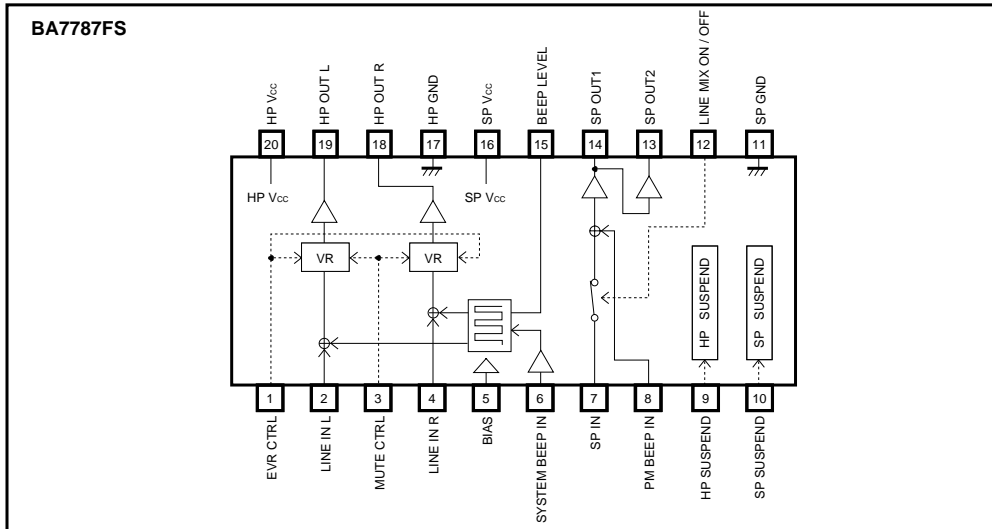 BA7787FS
HP Vcc
HP OUT L
HP OUT R
HP GND
SP Vcc
BEEP LEVEL
SP OUT1
SP OUT2
LINE MIX ON / OFF
SP GND
20
19
18
17
16
15
14
13
12
11
HP Vcc
SP Vcc
VR
VR
HP SUSPEND
SP SUSPEND
1
2
3
4
5
6
7
8
9
10
EVR CTRL
LINE IN L
MUTE CTRL
LINE IN R
BIAS
SYSTEM BEEP IN
SP IN
PM BEEP IN
HP SUSPEND
SP SUSPEND